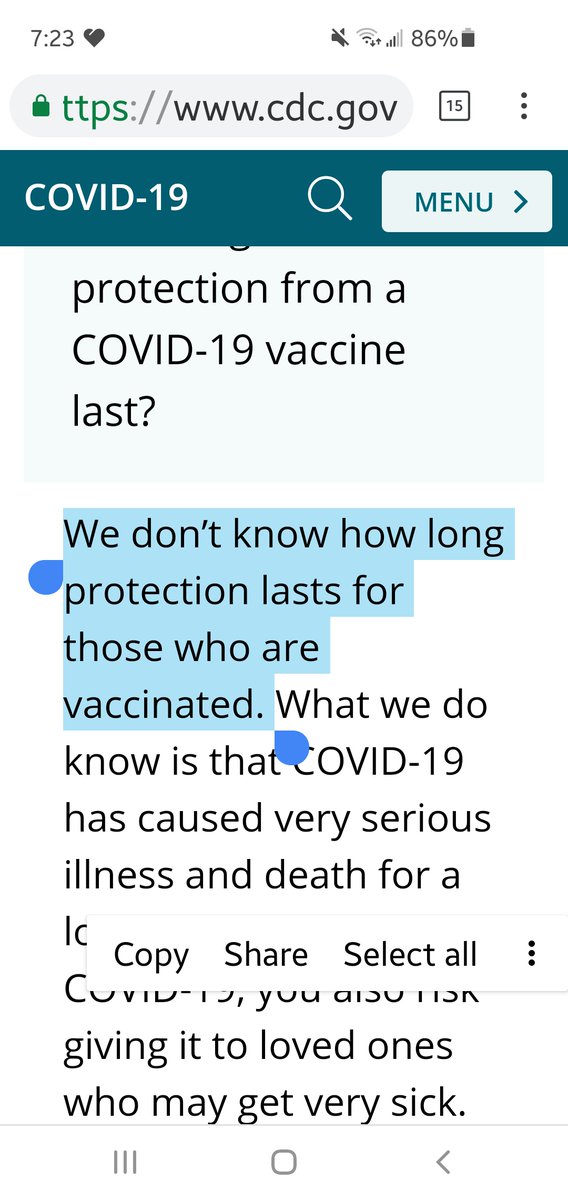 7:23 86%
ttps://www.cdc.gov 15
COVID-19 MENU
protection from a
COVID-19 vaccine
last?
We don’t know how long
protection lasts for
those who are
vaccinated. What we do
know is that COVID-19
has caused very serious
illness and death for a
Copy Share Select all
COVID-19, you also risk
giving it to loved ones
who may get very sick.